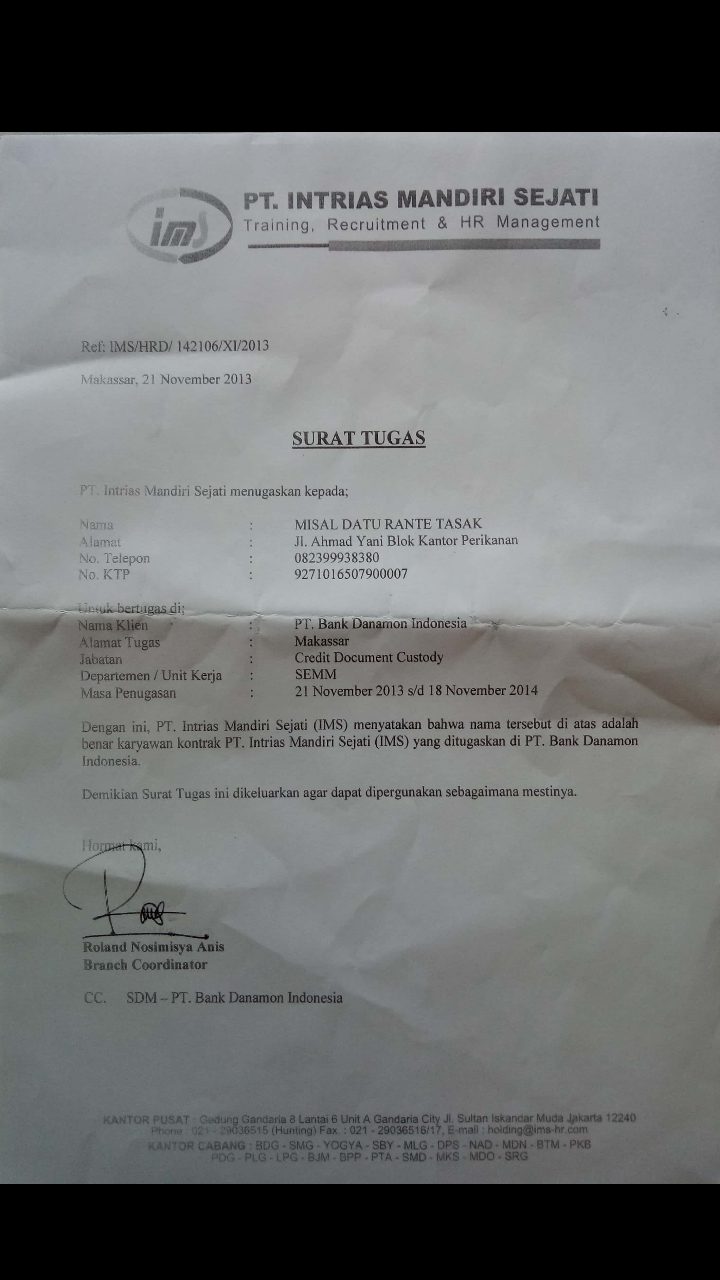 ims
PT. INTRIAS MANDIRI SEJATI
Training, Recruitment & HR Management
Ref: IMS/HRD/ 142106/XI/2013
Makassar, 21 November 2013
SURAT TUGAS
PT. Intrias Mandiri Sejati menugaskan kepada;
Nama : MISAL DATU RANTE TASAK
Alamat : Jl. Ahmad Yani Blok Kantor Perikanan
No. Telepon : 082399938380
No. KTP : 9271016507900007
Untuk bertugas di;
Nama Klien : PT. Bank Danamon Indonesia
Alamat Tugas : Makassar
Jabatan : Credit Document Custody
Departemen / Unit Kerja : SEMM
Masa Penugasan : 21 November 2013 s/d 18 November 2014
Dengan ini, PT. Intrias Mandiri Sejati (IMS) menyatakan bahwa nama tersebut di atas adalah
benar karyawan kontrak PT. Intrias Mandiri Sejati (IMS) yang ditugaskan di PT. Bank Danamon
Indonesia.
Demikian Surat Tugas ini dikeluarkan agar dapat dipergunakan sebagaimana mestinya.
Hormat kami,
Roland Nosimisya Anis
Branch Coordinator
CC. SDM – PT. Bank Danamon Indonesia
KANTOR PUSAT : Gedung Gandaria 8 Lantai 6 Unit A Gandaria City Jl. Sultan Iskandar Muda Jakarta 12240
Phone : 021 - 29036515 (Hunting) Fax. : 021 - 29036516/17, E-mail : holding@ims-hr.com
KANTOR CABANG : BDG - SMG - YOGYA - SBY - MLG - DPS - NAD - MDN - BTM - PKB
PDG - PLG - LPG - BJM - BPP - PTA - SMD - MKS - MDO - SRG